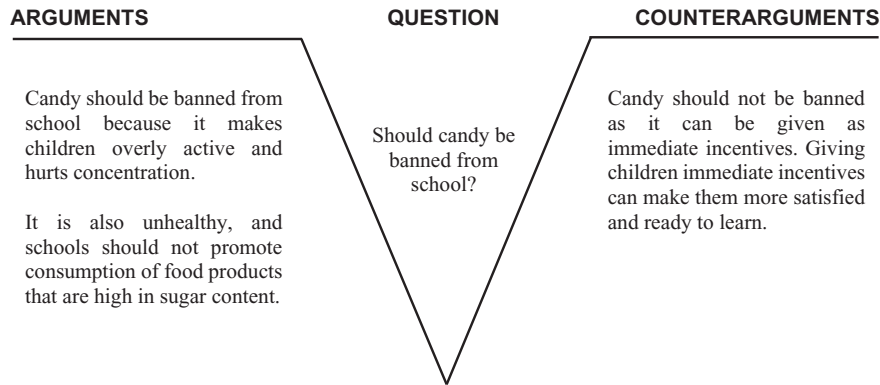 ARGUMENTS
QUESTION
COUNTERARGUMENTS
Candy should be banned from
school because it makes
children overly active and
hurts concentration.
It is also unhealthy, and
schools should not promote
consumption of food products
that are high in sugar content.
Should candy be
banned from
school?
Candy should not be banned
as it can be given as
immediate incentives. Giving
children immediate incentives
can make them more satisfied
and ready to learn.